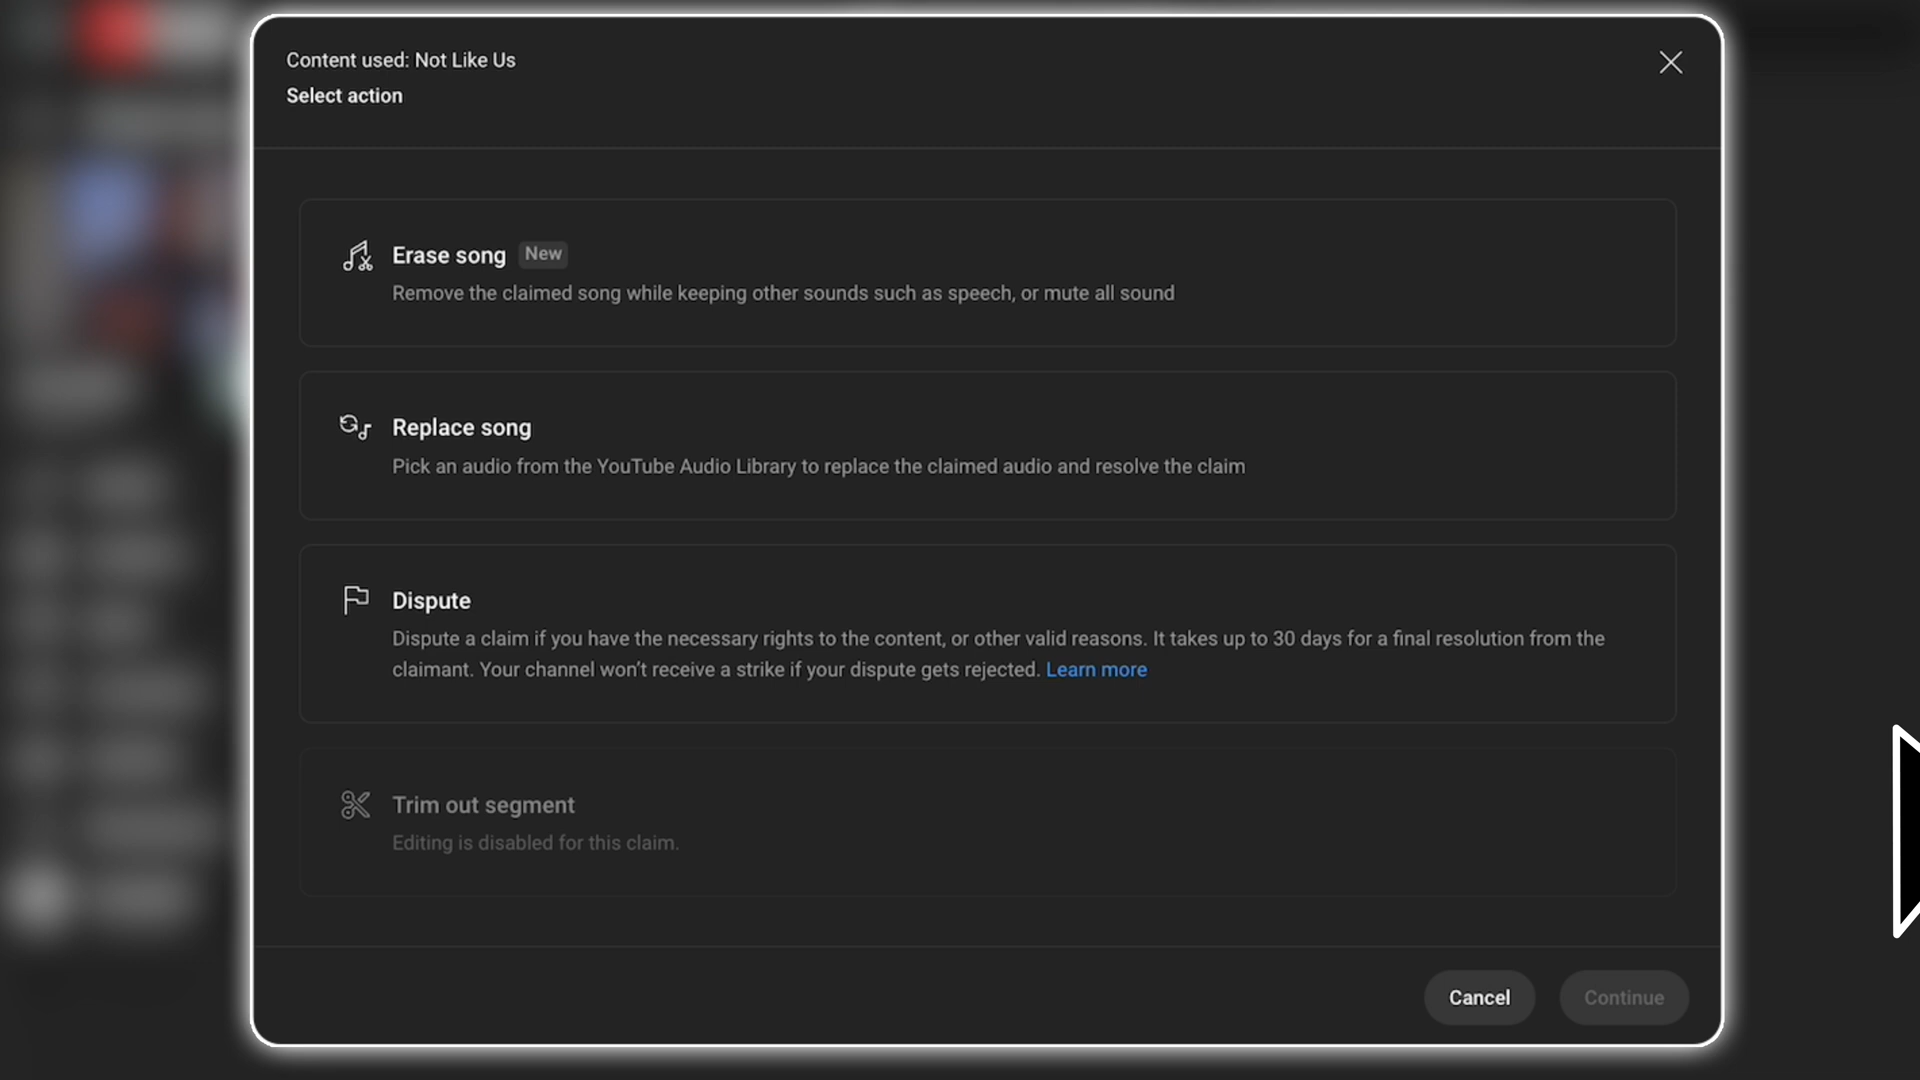 Content used: Not Like Us
Select action
Erase song New
Remove the claimed song while keeping other sounds such as speech, or mute all sound
Replace song
Pick an audio from the YouTube Audio Library to replace the claimed audio and resolve the claim
Dispute
Dispute a claim if you have the necessary rights to the content, or other valid reasons. It takes up to 30 days for a final resolution from the
claimant. Your channel won’t receive a strike if your dispute gets rejected. Learn more
Trim out segment
Editing is disabled for this claim.
Cancel Continue